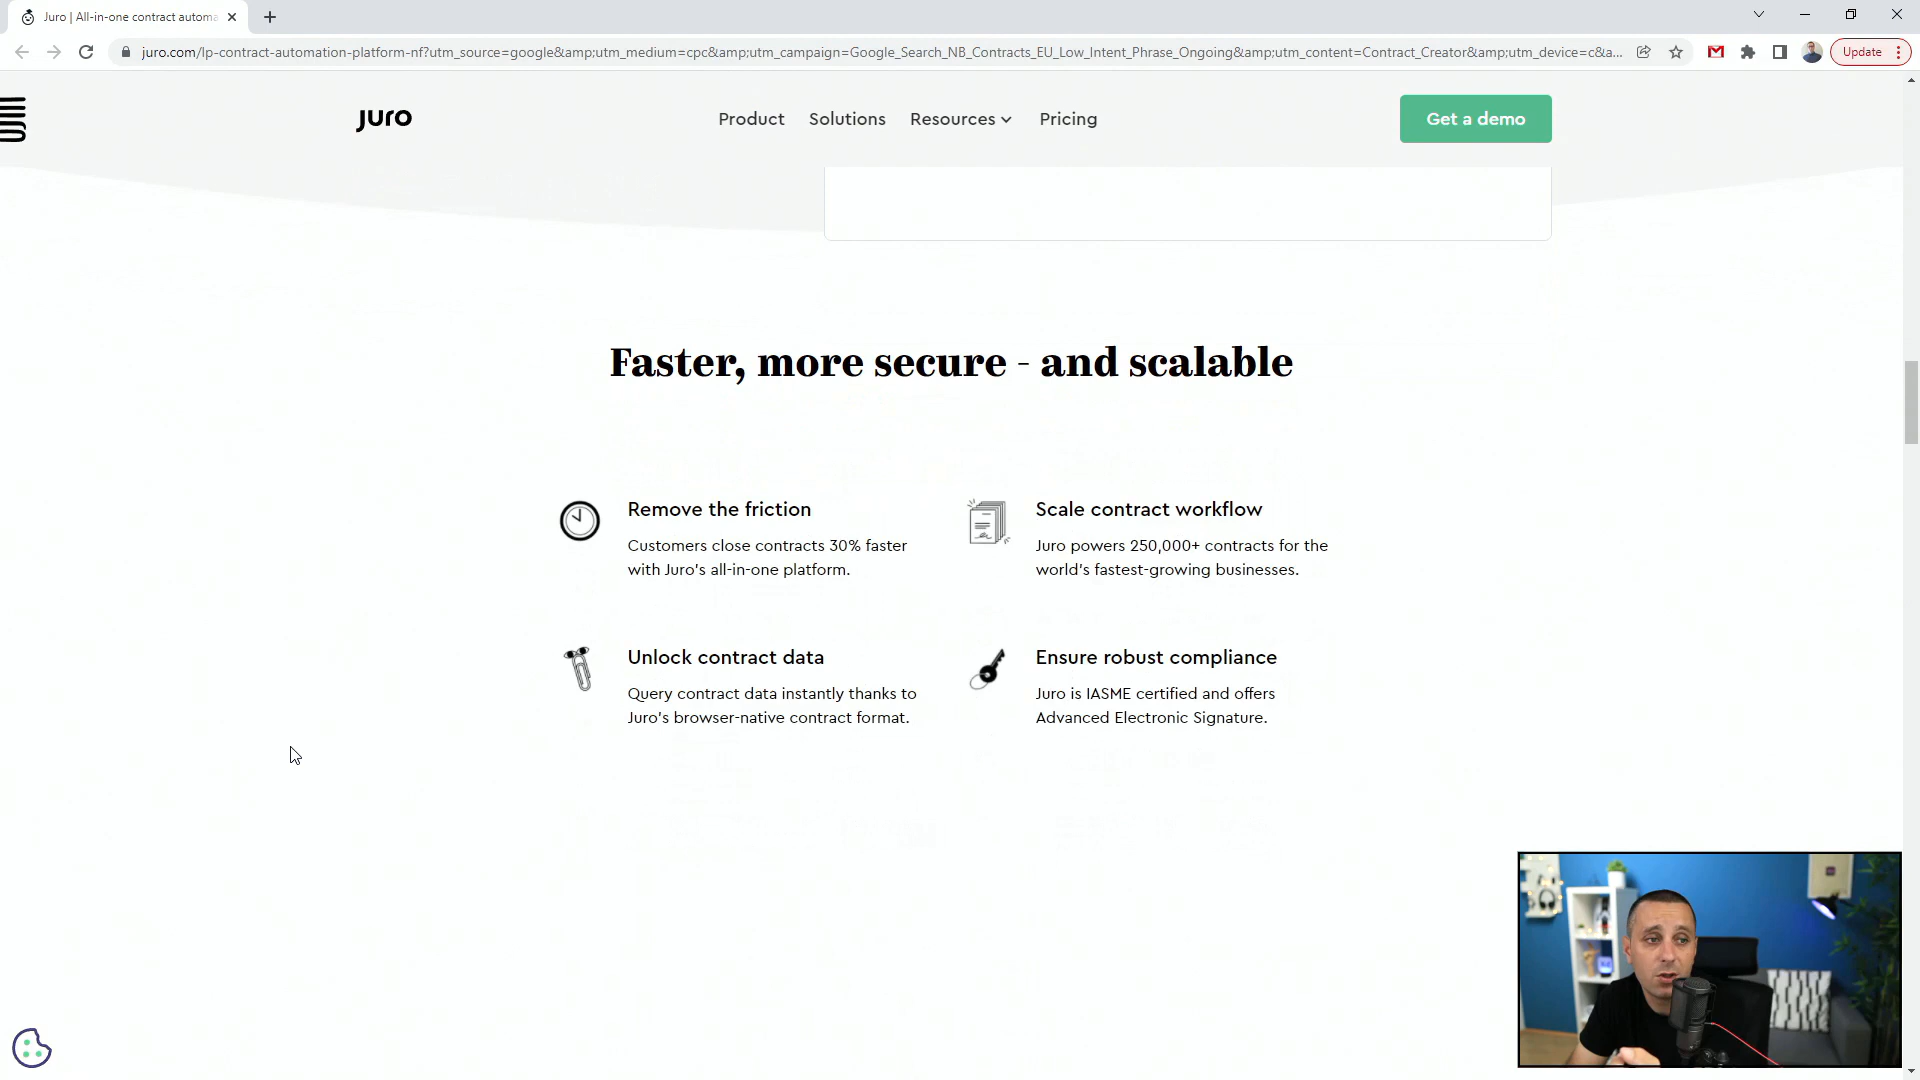 Juro | All-in-one contract automa
juro.com/lp-contract-automation-platform-nf?utm_source=google&amp;utm_medium=cpc&amp;utm_campaign=Google_Search_NB_Contracts_EU_Low_Intent_Phrase_Ongoing&amp;utm_content=Contract_Creator&amp;utm_device=c&a...
Update
Juro
Product
Solutions
Resources
Pricing
Get a demo
Faster, more secure - and scalable
Remove the friction
Customers close contracts 30% faster
with Juro's all-in-one platform.
Scale contract workflow
Juro powers 250,000+ contracts for the
world's fastest-growing businesses.
Unlock contract data
Query contract data instantly thanks to
Juro's browser-native contract format.
Ensure robust compliance
Juro is IASME certified and offers
Advanced Electronic Signature.